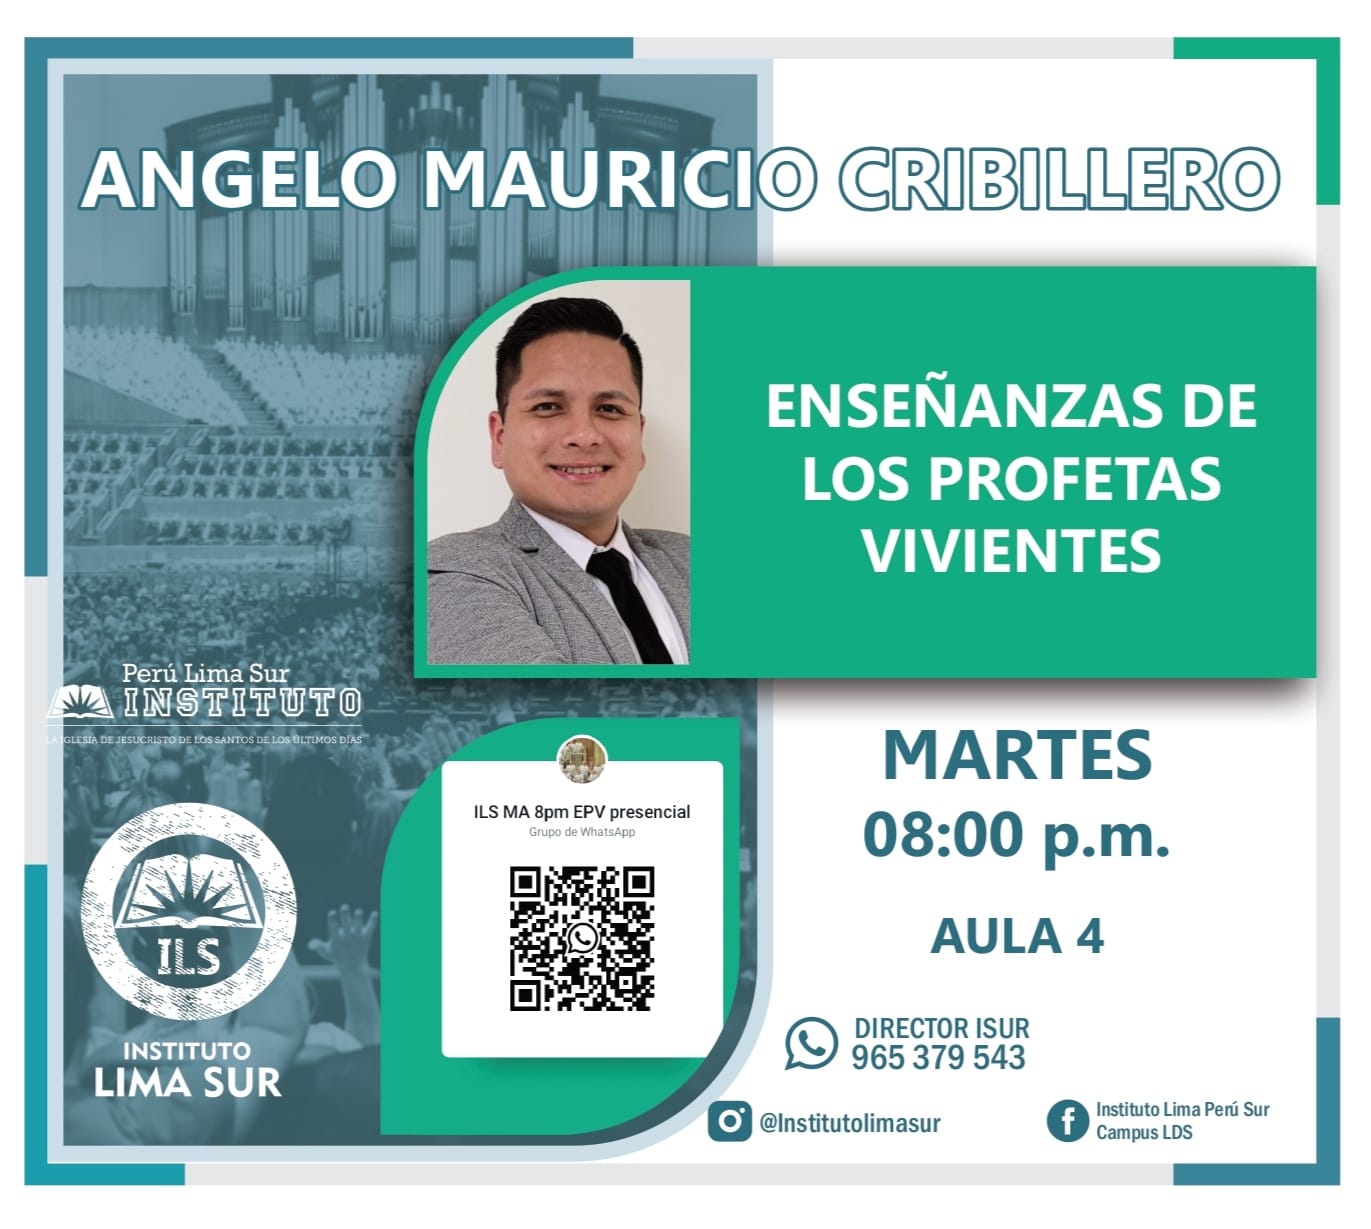 ANGELO MAURICIO CRIBILLERO
ENSEÑANZAS DE
LOS PROFETAS
VIVIENTES
Perú Lima Sur
INSTITUTO
LA IGLESIA DE JESUCRISTO DE LOS SANTOS DE LOS ÚLTIMOS DÍAS
ILS
INSTITUTO
LIMA SUR
ILS MA 8pm EPV presencial
Grupo de WhatsApp
MARTES
08:00 p.m.
AULA 4
DIRECTOR ISUR
965 379 543
@Institutolimasur
Instituto Lima Perú Sur
Campus LDS